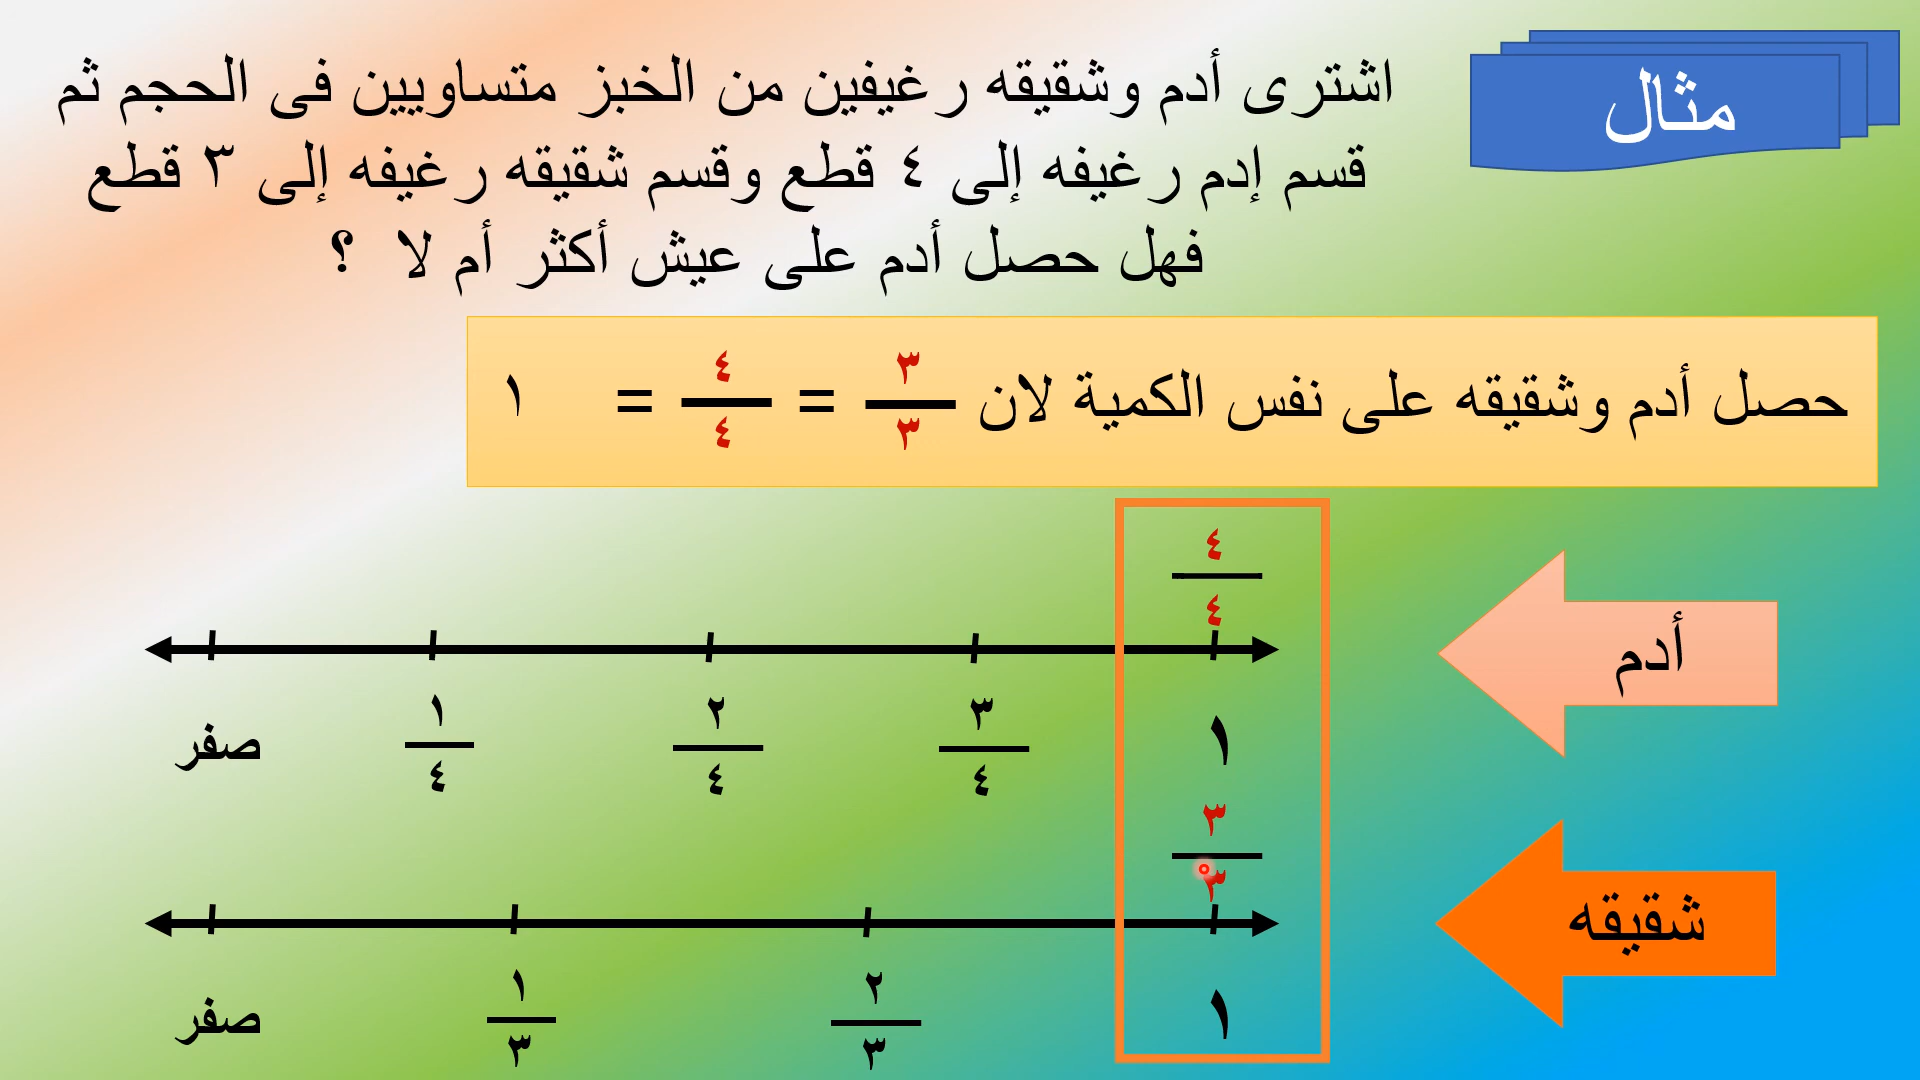 مثال
اشترى أدم وشقيقه رغيفين من الخبز متساويين فى الحجم ثم
قسم إدم رغيفه إلى ٤ قطع وقسم شقيقه رغيفه إلى ٣ قطع
فهل حصل أدم على عيش أكثر أم لا ؟
حصل أدم وشقيقه على نفس الكمية لان ٣/٣ = ٤/٤ = ١
٤/٤
أدم
صفر ١/٤ ٢/٤ ٣/٤ ١
٣/٣
شقيقه
صفر ١/٣ ٢/٣ ١